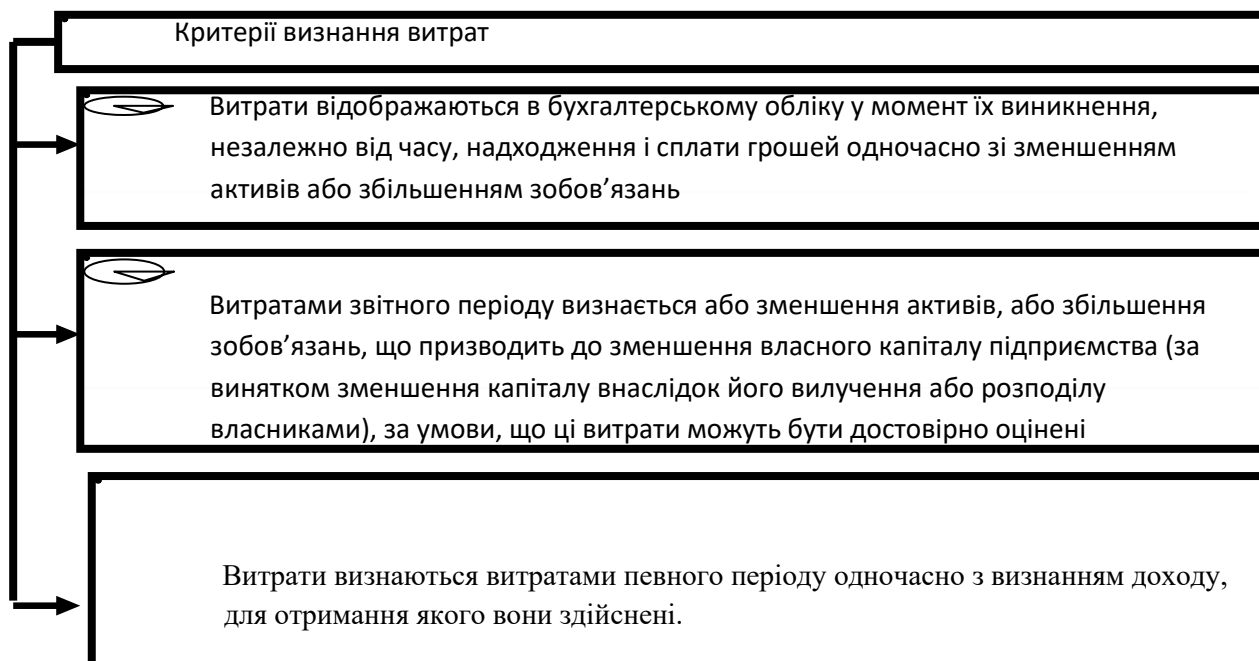 Критерії визнання витрат
Витрати відображаються в бухгалтерському обліку у момент їх виникнення,
незалежно від часу, надходження і сплати грошей одночасно зі зменшенням
активів або збільшенням зобов’язань
Витратами звітного періоду визнається або зменшення активів, або збільшення
зобов’язань, що призводить до зменшення власного капіталу підприємства (за
винятком зменшення капіталу внаслідок його вилучення або розподілу
власниками), за умови, що ці витрати можуть бути достовірно оцінені
Витрати визнаються витратами певного періоду одночасно з визнанням доходу,
для отримання якого вони здійснені.